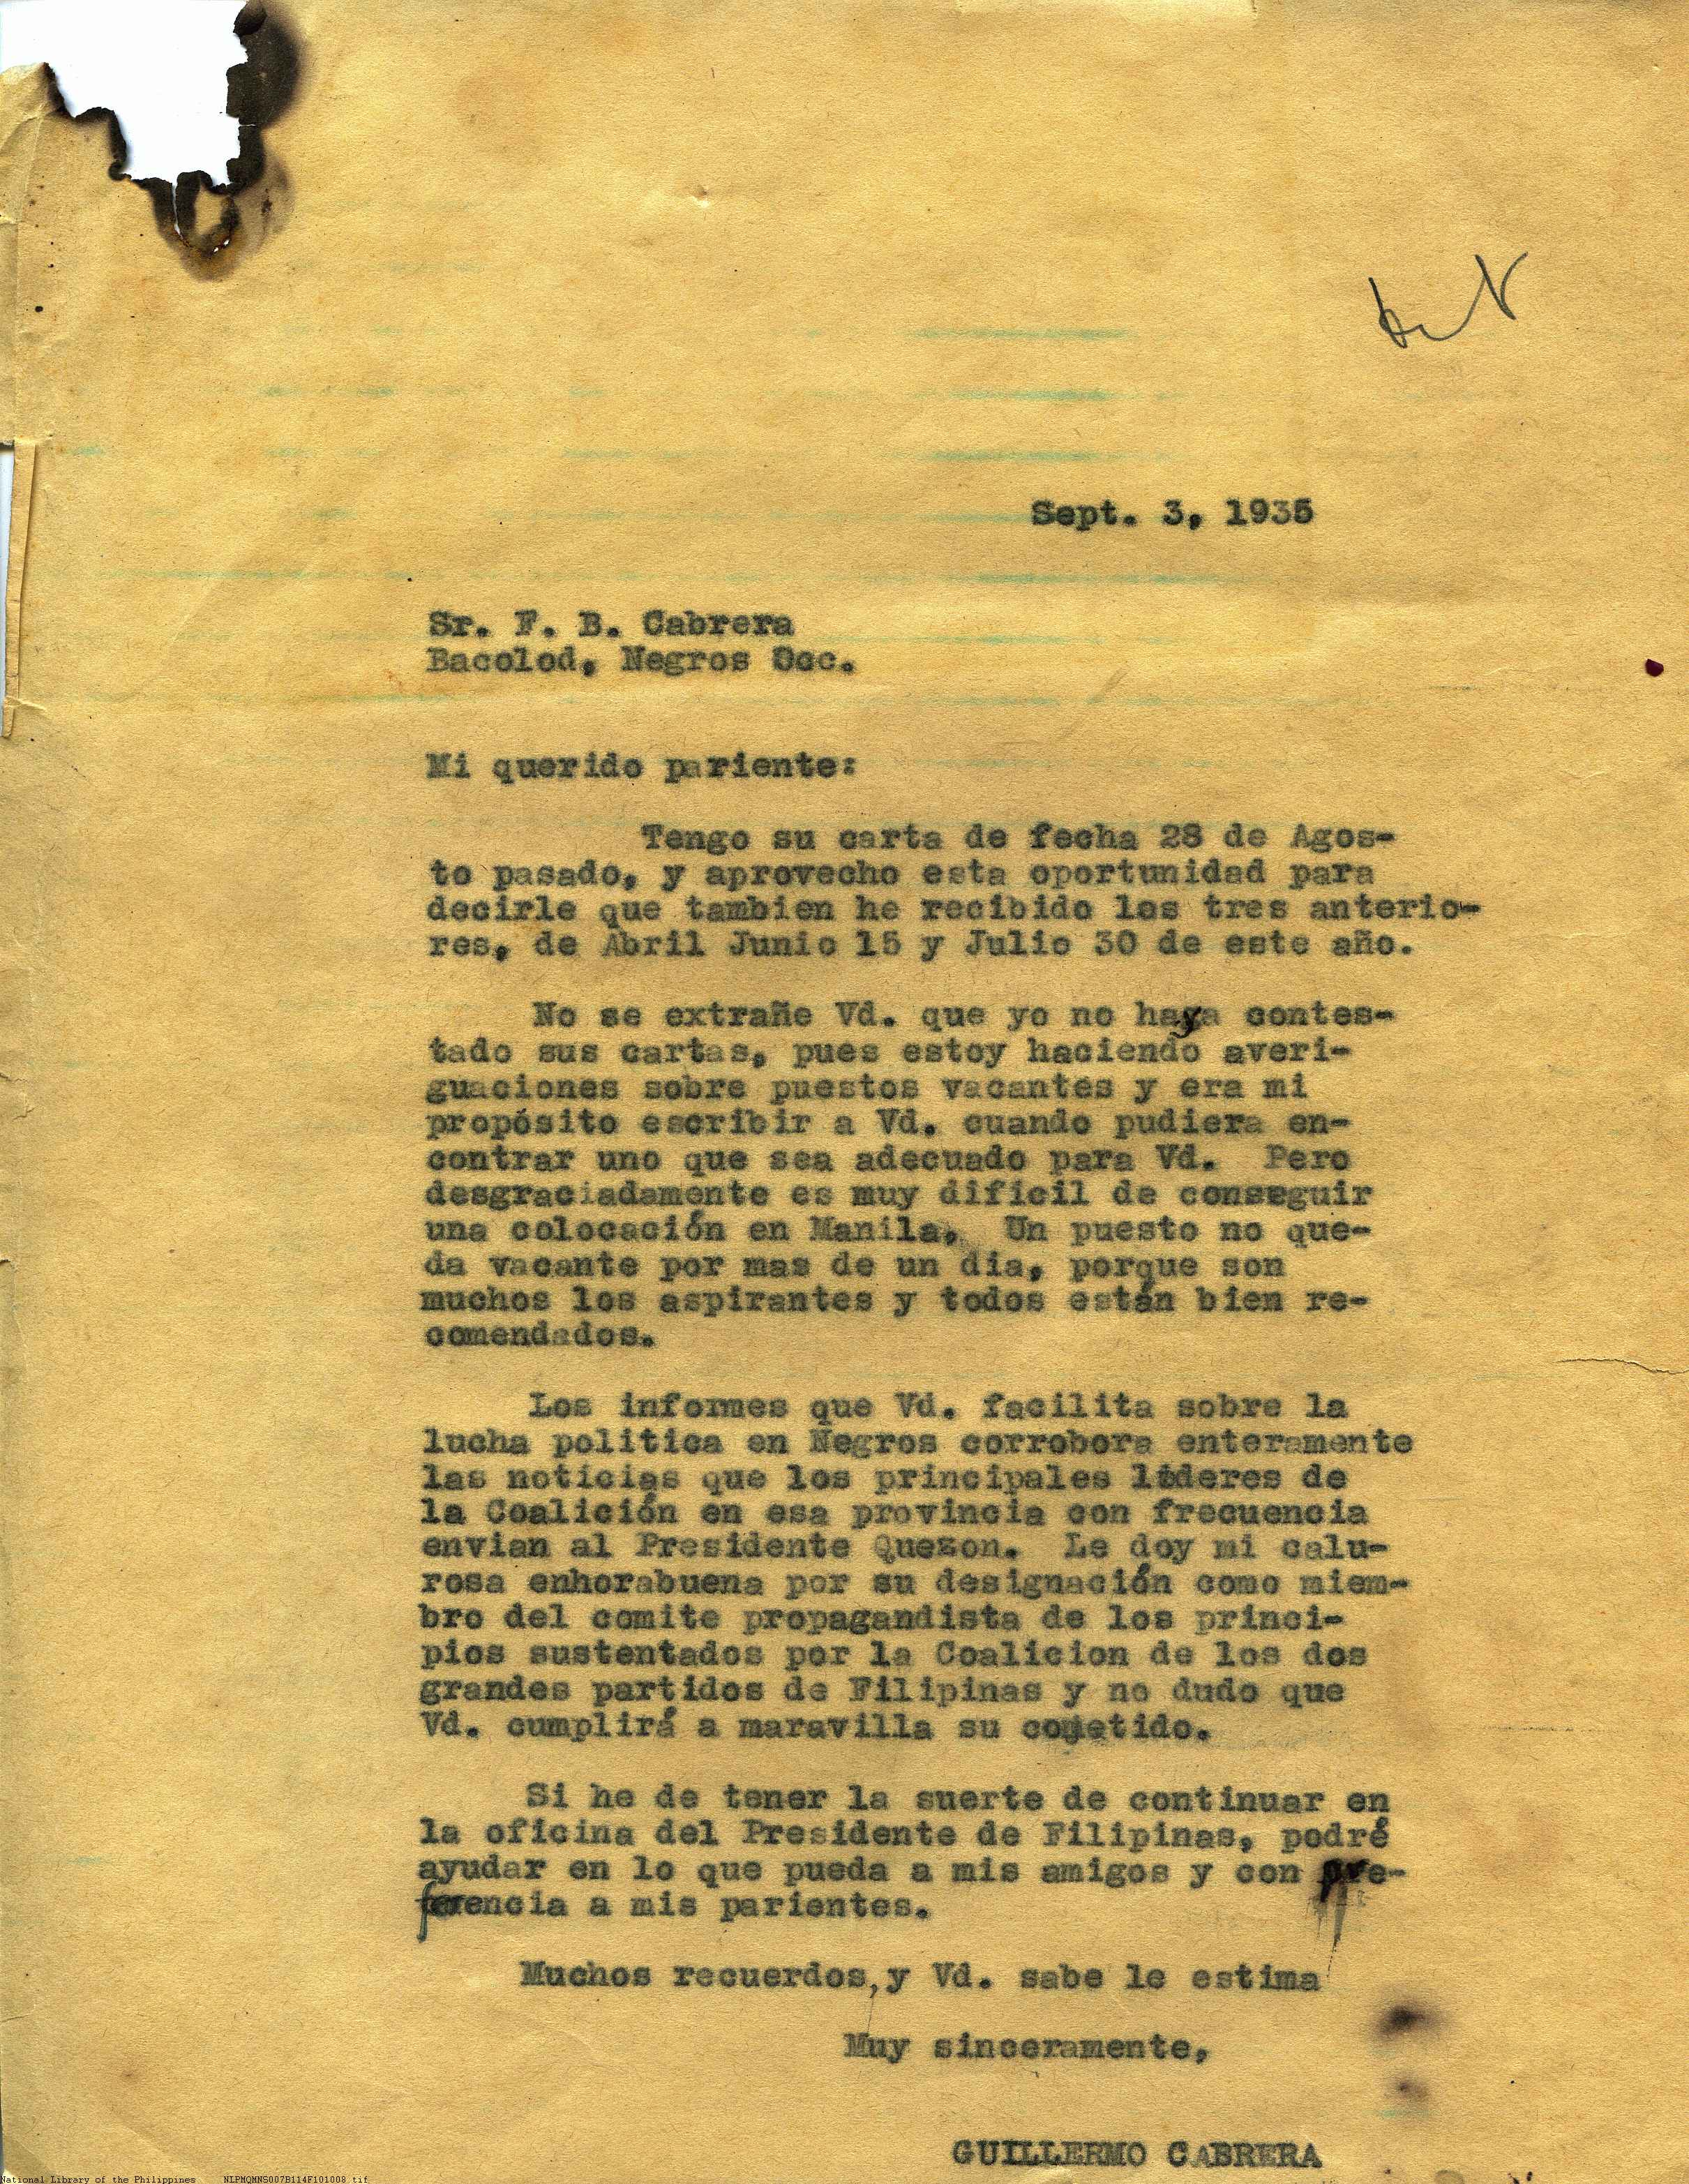 Sept. 3, 1935
Sr. F. B. Cabrera
Bacolod, Negros Occ.
Mi querido pariente:
Tengo su carta de fecha 28 de Agos-
to pasado, y aprovecho esta oportunidad para
decirle que tambien he recibido las tres anterio-
res, de Abril Junio 15 y Julio 30 de este año.
No se extrañe Vd. que yo no haya contes-
tado sus cartas, pues estoy haciendo averi-
guaciones sobre puestos vacantes y era mi
propósito escribir a Vd. cuando pudiera en-
contrar uno que sea adecuado para Vd. Pero
desgraciadamente es muy dificil de conseguir
una colocación en Manila. Un puesto no que-
da vacante por mas de un dia, porque son
muchos los aspirantes y todos están bien re-
comendados.
Los informes que Vd. facilita sobre la
lucha politica en Negros corrobora enteramente
las noticias que los principales lideres de
la Coalición en esa provincia con frecuencia
envian al Presidente Quezon. Le doy mi calu-
rosa enhorabuena por su designación como miem-
bro del comite propagandista de los princi-
pios sustentados por la Coalicion de los dos
grandes partidos de Filipinas y no dudo que
Vd. cumplirá a maravilla su cometido.
Si he de tener la suerte de continuar en
la oficina del Presidente de Filipinas, podré
ayudar en lo que pueda a mis amigos y con pre-
ferencia a mis parientes.
Muchos recuerdos, y Vd. sabe le estima
Muy sinceramente,
GUILLERMO CABRERA
National Library of the Philippines NLPMQMNS007B114F101008.tif